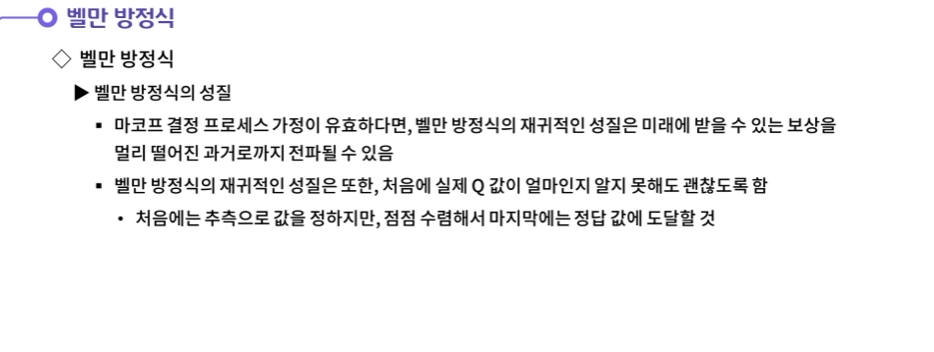 벨만 방정식
◇ 벨만 방정식
▶ 벨만 방정식의 성질
▪ 마코프 결정 프로세스 가정이 유효하다면, 벨만 방정식의 재귀적인 성질은 미래에 받을 수 있는 보상을
멀리 떨어진 과거로까지 전파될 수 있음
▪ 벨만 방정식의 재귀적인 성질은 또한, 처음에 실제 Q 값이 얼마인지 알지 못해도 괜찮도록 함
• 처음에는 추측으로 값을 정하지만, 점점 수렴해서 마지막에는 정답 값에 도달할 것